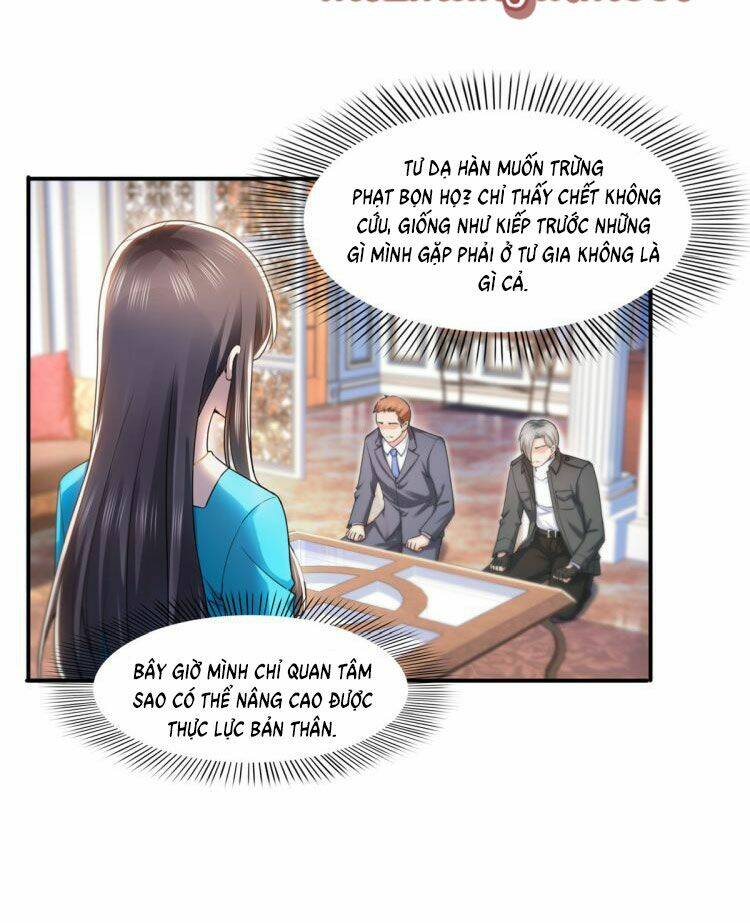 TƯ DẠ HÀN MUỐN TRỪNG
PHẠT BỌN HỌ? CHỈ THẤY CHẾT KHÔNG
CỨU, GIỐNG NHƯ KIẾP TRƯỚC NHỮNG
GÌ MÌNH GẶP PHẢI Ở TƯ GIA KHÔNG LÀ
GÌ CẢ.
BÂY GIỜ MÌNH CHỈ QUAN TÂM
SAO CÓ THỂ NÂNG CAO ĐƯỢC
THỰC LỰC BẢN THÂN.